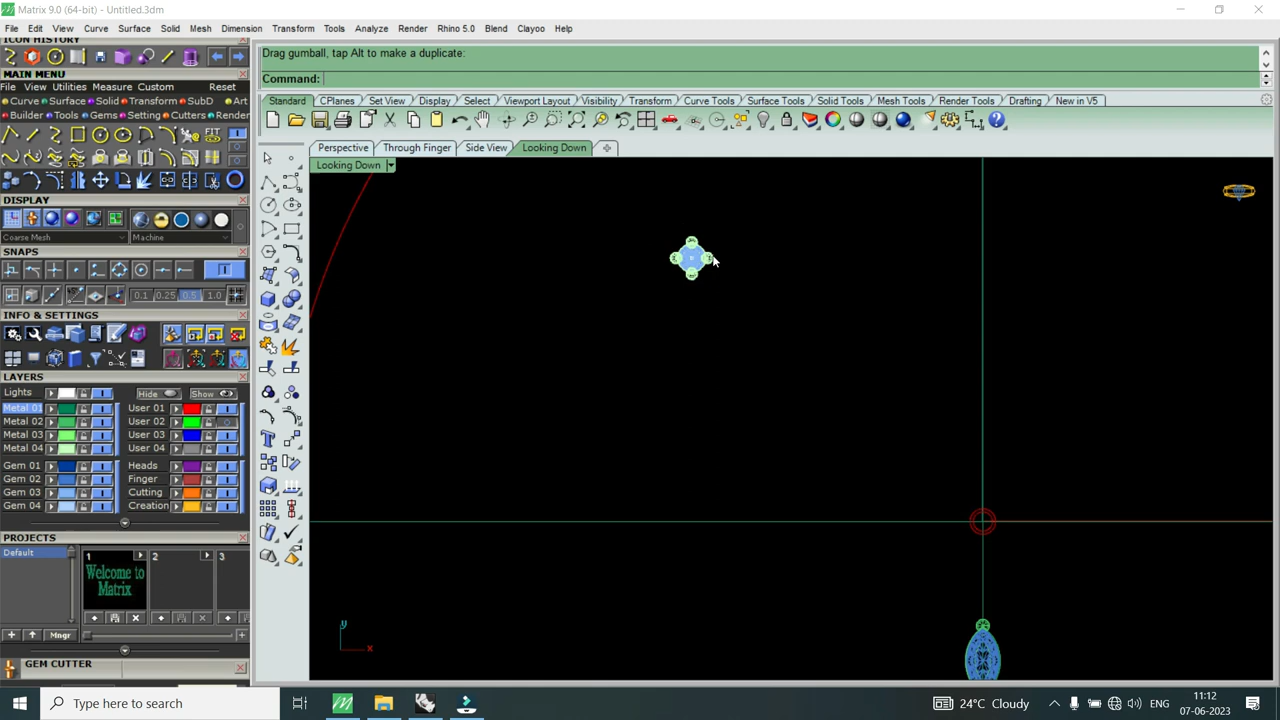 Matrix 9.0 (64-bit) - Untitled.3dm
File Edit View Curve Surface Solid Mesh Dimension Transform Tools Analyze Render Rhino 5.0 Blend Clayoo Help
ICON HISTORY
Drag gumball, tap Alt to make a duplicate:
Command:
MAIN MENU
File View Utilities Measure Custom Reset
Curve Surface Solid Transform SubD Art
Builder Tools Gems Setting Cutters Render
Standard CPlanes Set View Display Select Viewport Layout Visibility Transform Curve Tools Surface Tools Solid Tools Mesh Tools Render Tools Drafting New in V5
FIT
Perspective Through Finger Side View Looking Down
Looking Down
DISPLAY
Coarse Mesh Machine
SNAPS
0.1 0.25 0.5 1.0
INFO & SETTINGS
LAYERS
Lights Hide Show
Metal 01 User 01
Metal 02 User 02
Metal 03 User 03
Metal 04 User 04
Gem 01 Heads
Gem 02 Finger
Gem 03 Cutting
Gem 04 Creation
PROJECTS
Default 1 2 3
Welcome to Matrix
Mngr
GEM CUTTER
y
x
Type here to search
24°C Cloudy
ENG
11:12
07-06-2023